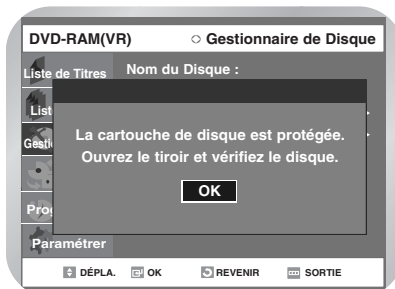 DVD-RAM(VR) Gestionnaire de Disque
Liste de Titres Nom du Disque :
La cartouche de disque est protégée.
Ouvrez le tiroir et vérifiez le disque.
OK
Paramétrer
DÉPLA. OK REVENIR SORTIE